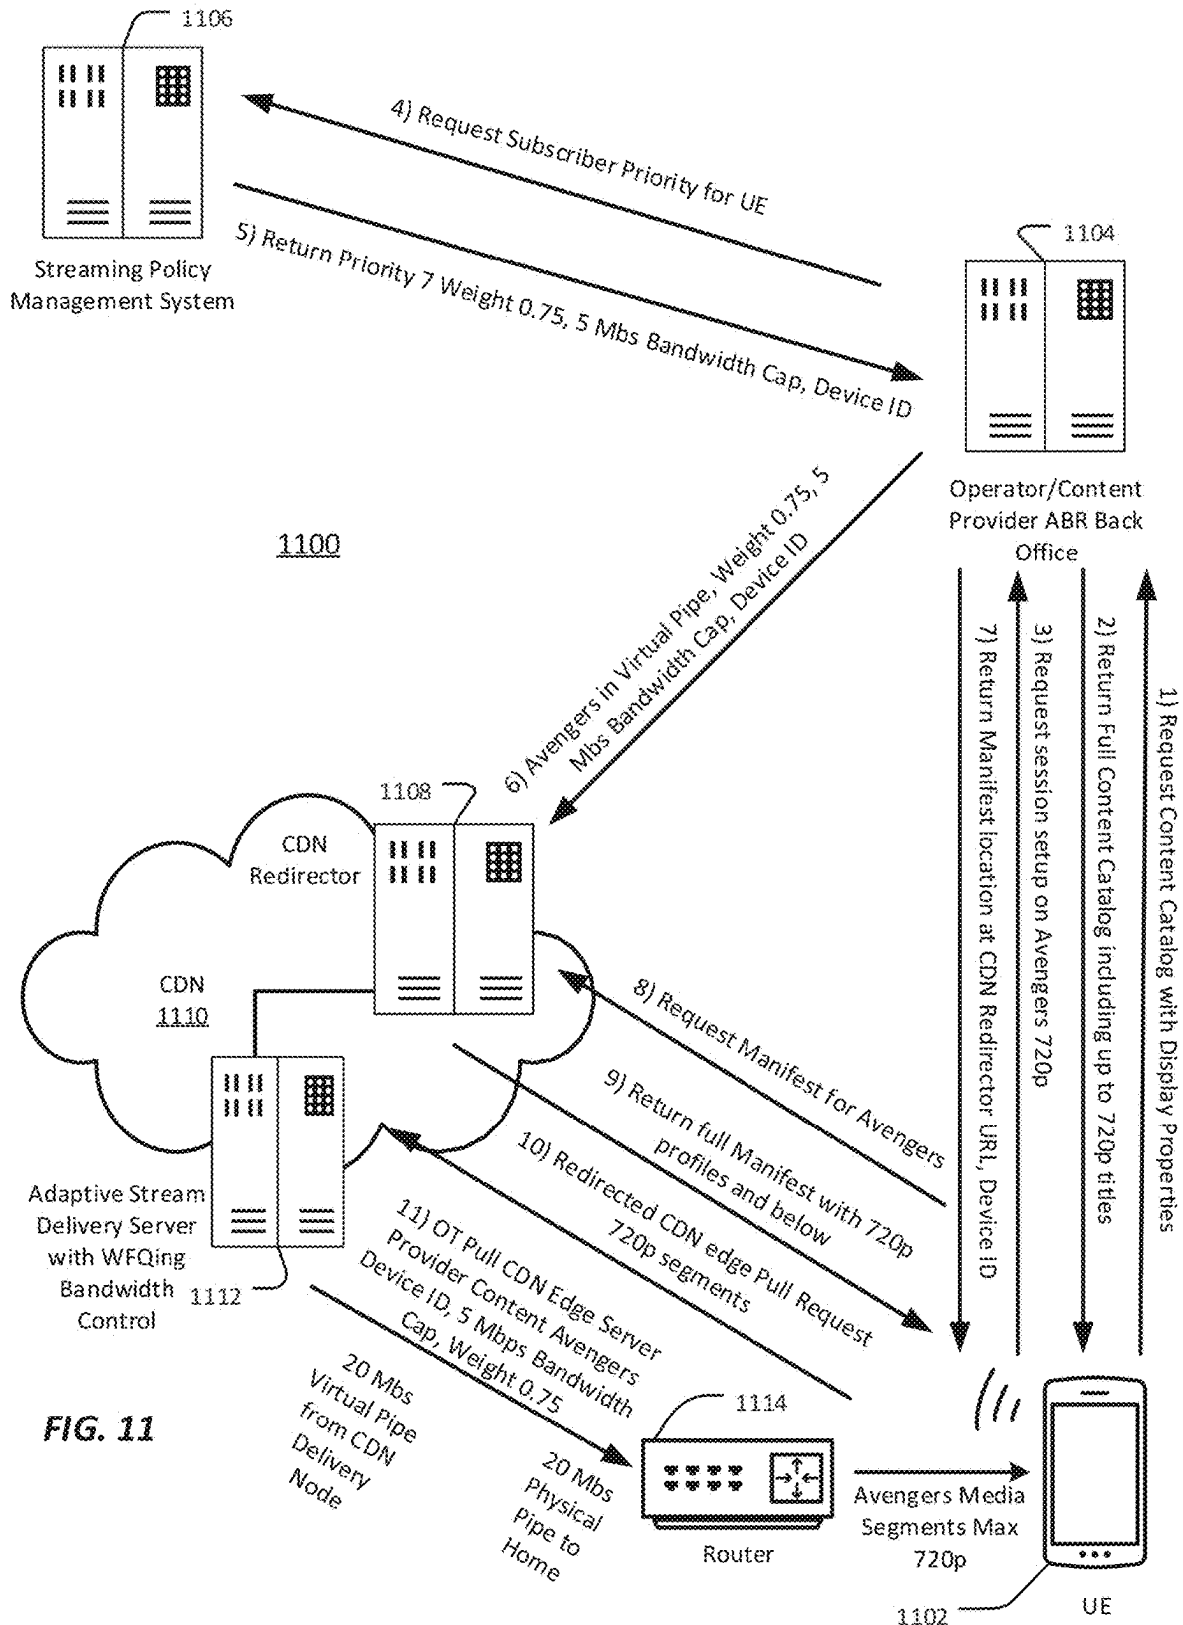 1106
4) Request Subscriber Priority for UE
5) Return Priority 7 Weight 0.75, 5 Mbs Bandwidth Cap, Device ID
Streaming Policy
Management System
1104
Operator/Content
Provider ABR Back
Office
1100
6) Avengers in Virtual Pipe, Weight 0.75, 5
Mbs Bandwidth Cap, Device ID
7) Return Manifest location at CDN Redirector URL, Device ID
3) Request session setup on Avengers 720p
2) Return Full Content Catalog including up to 720p titles
1) Request Content Catalog with Display Properties
1108
CDN
Redirector
CDN
1110
8) Request Manifest for Avengers
9) Return full Manifest with 720p
profiles and below
10) Redirected CDN edge Pull Request
720p segments
11) OT Pull CDN Edge Server
Provider Content Avengers
Device ID, 5 Mbps Bandwidth
Cap, Weight 0.75
Adaptive Stream
Delivery Server
with WFQing
Bandwidth
Control
1112
20 Mbs
Virtual Pipe
from CDN
Delivery
Node
20 Mbs
Physical
Pipe to
Home
FIG. 11
1114
Router
Avengers Media
Segments Max
720p
1102
UE